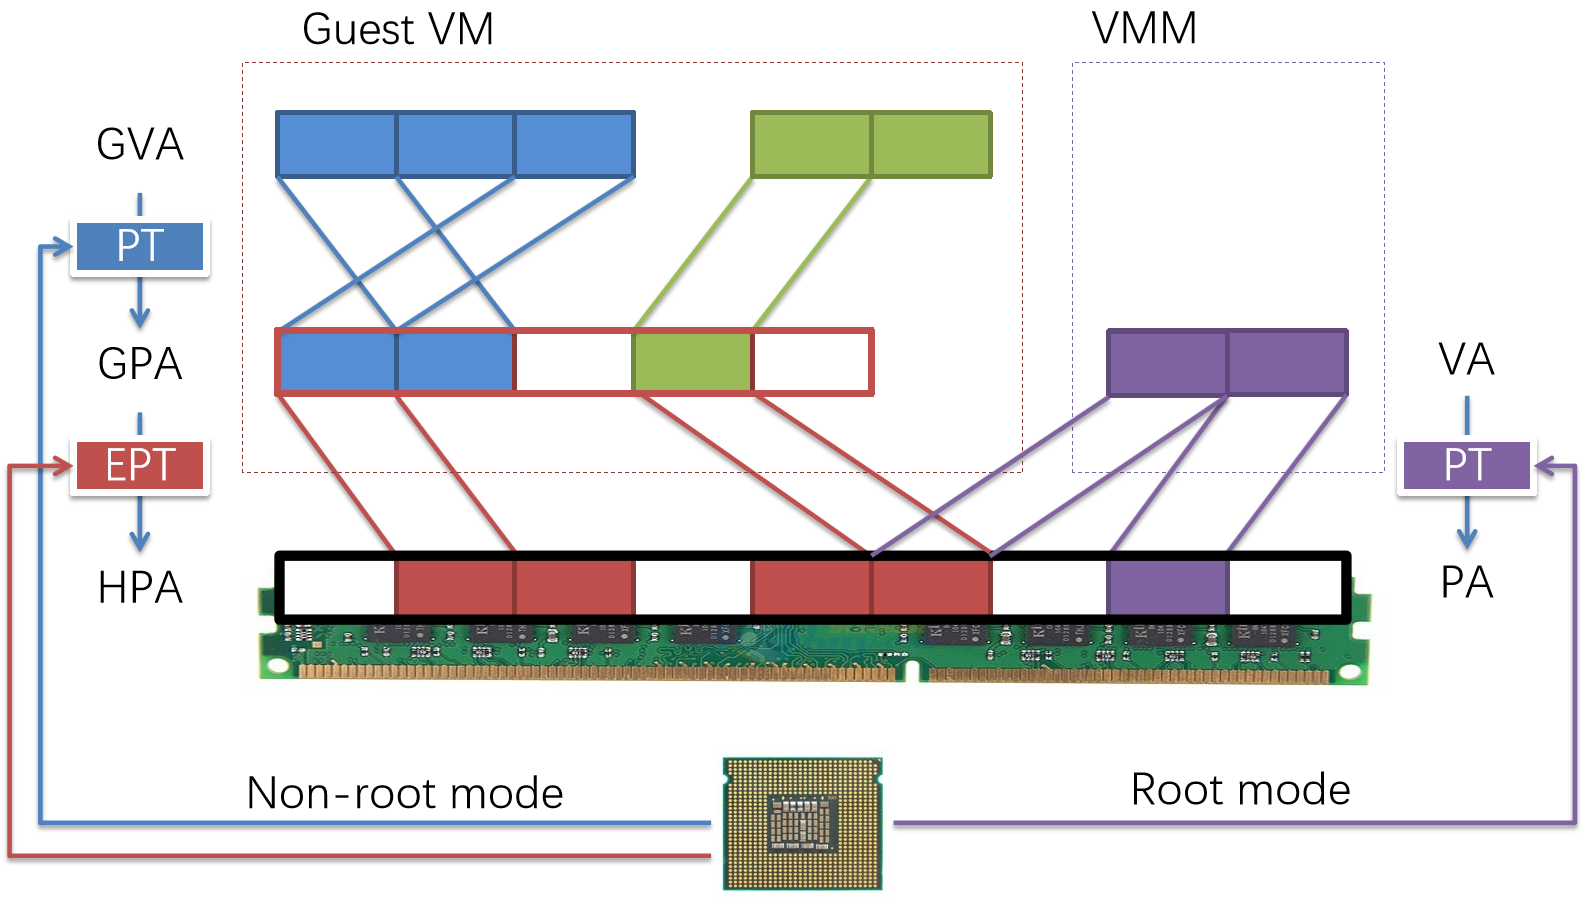 Guest VM
VMM
GVA
PT
GPA
VA
EPT
PT
HPA
PA
Non-root mode
Root mode